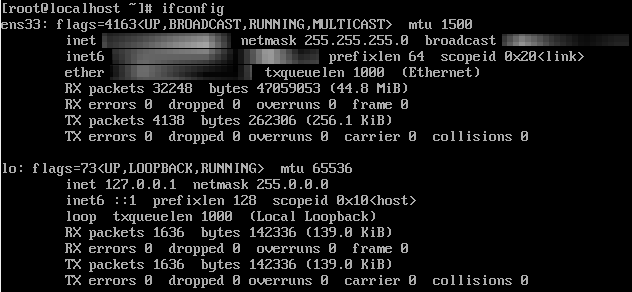 [root@localhost ~]# ifconfig
ens33: flags=4163<UP,BROADCAST,RUNNING,MULTICAST>  mtu 1500
inet netmask 255.255.255.0  broadcast
inet6 prefixlen 64  scopeid 0x20<link>
ether txqueuelen 1000  (Ethernet)
RX packets 32248  bytes 47059053 (44.8 MiB)
RX errors 0  dropped 0  overruns 0  frame 0
TX packets 4138  bytes 262306 (256.1 KiB)
TX errors 0  dropped 0 overruns 0  carrier 0  collisions 0
lo: flags=73<UP,LOOPBACK,RUNNING>  mtu 65536
inet 127.0.0.1  netmask 255.0.0.0
inet6 ::1  prefixlen 128  scopeid 0x10<host>
loop  txqueuelen 1000  (Local Loopback)
RX packets 1636  bytes 142336 (139.0 KiB)
RX errors 0  dropped 0  overruns 0  frame 0
TX packets 1636  bytes 142336 (139.0 KiB)
TX errors 0  dropped 0 overruns 0  carrier 0  collisions 0